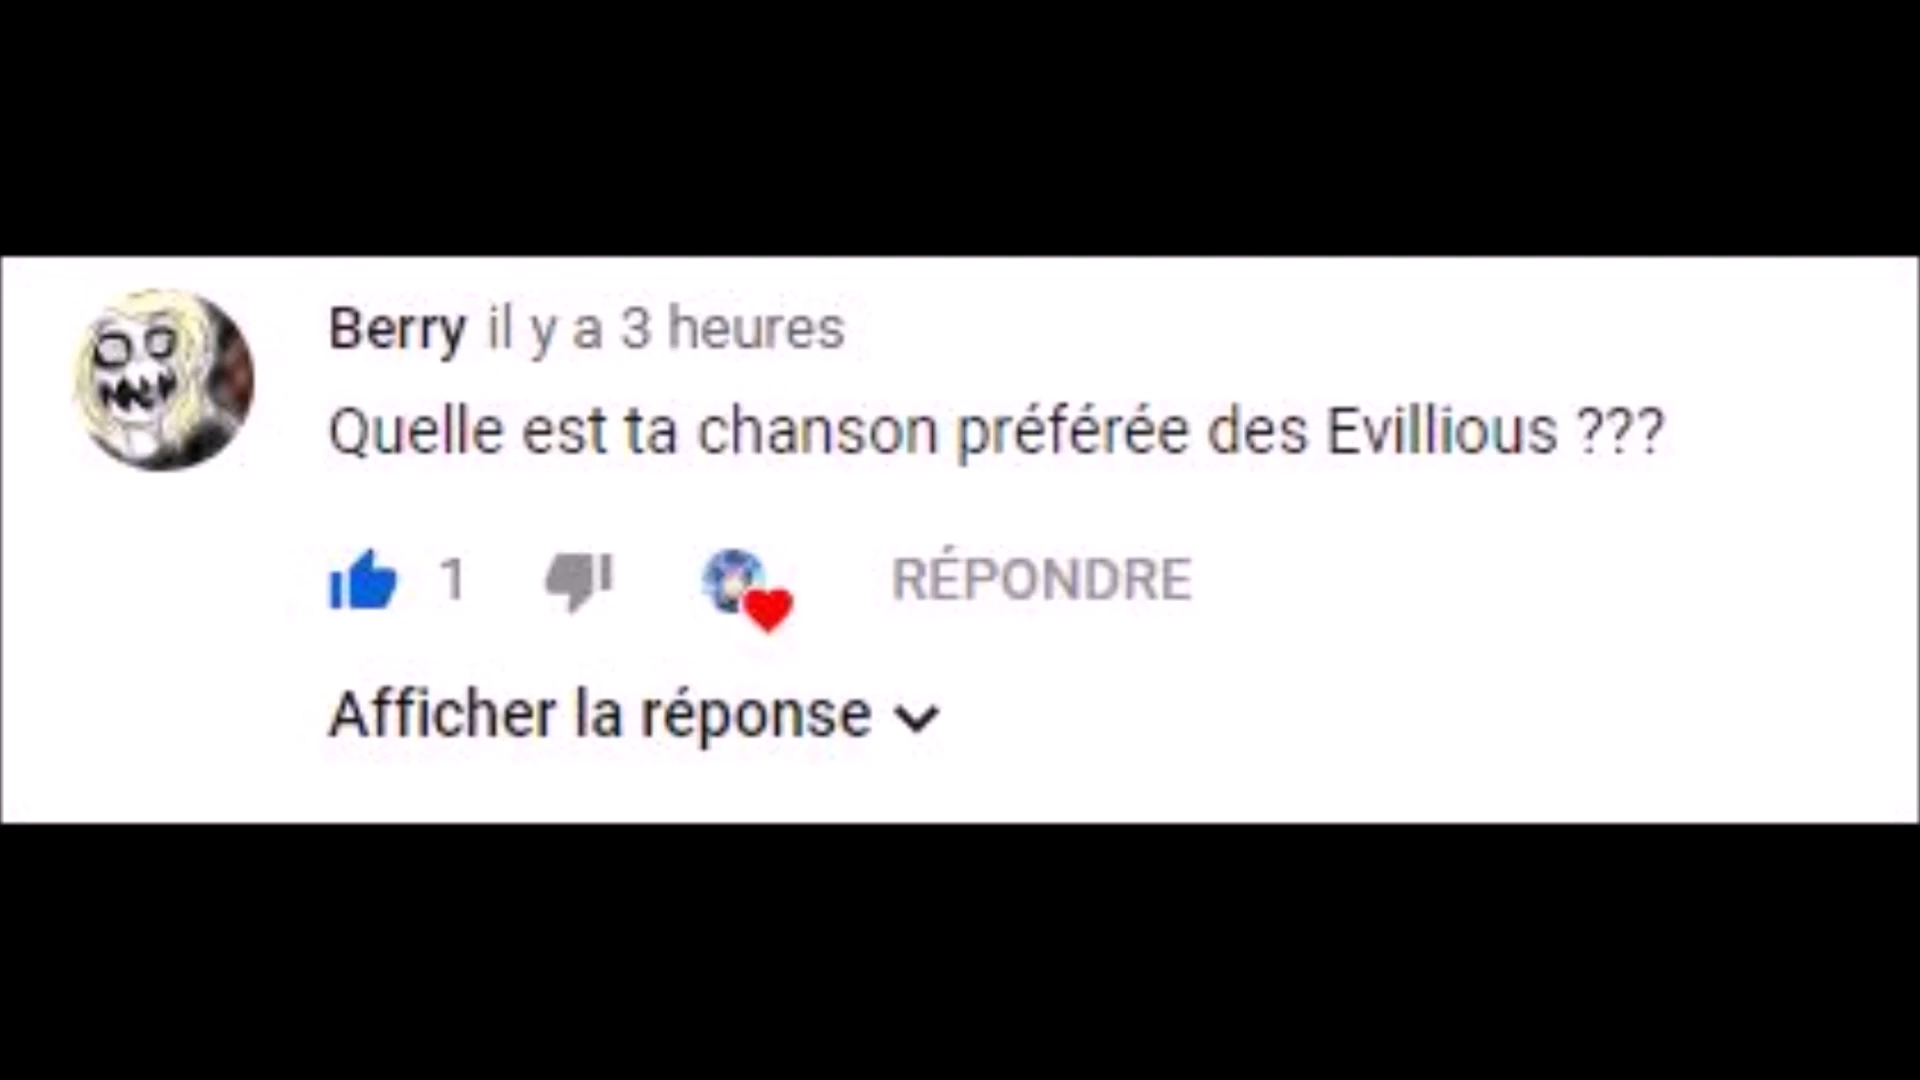 Berry il y a 3 heures
Quelle est ta chanson préférée des Evillious ???
1 RÉPONDRE
Afficher la réponse